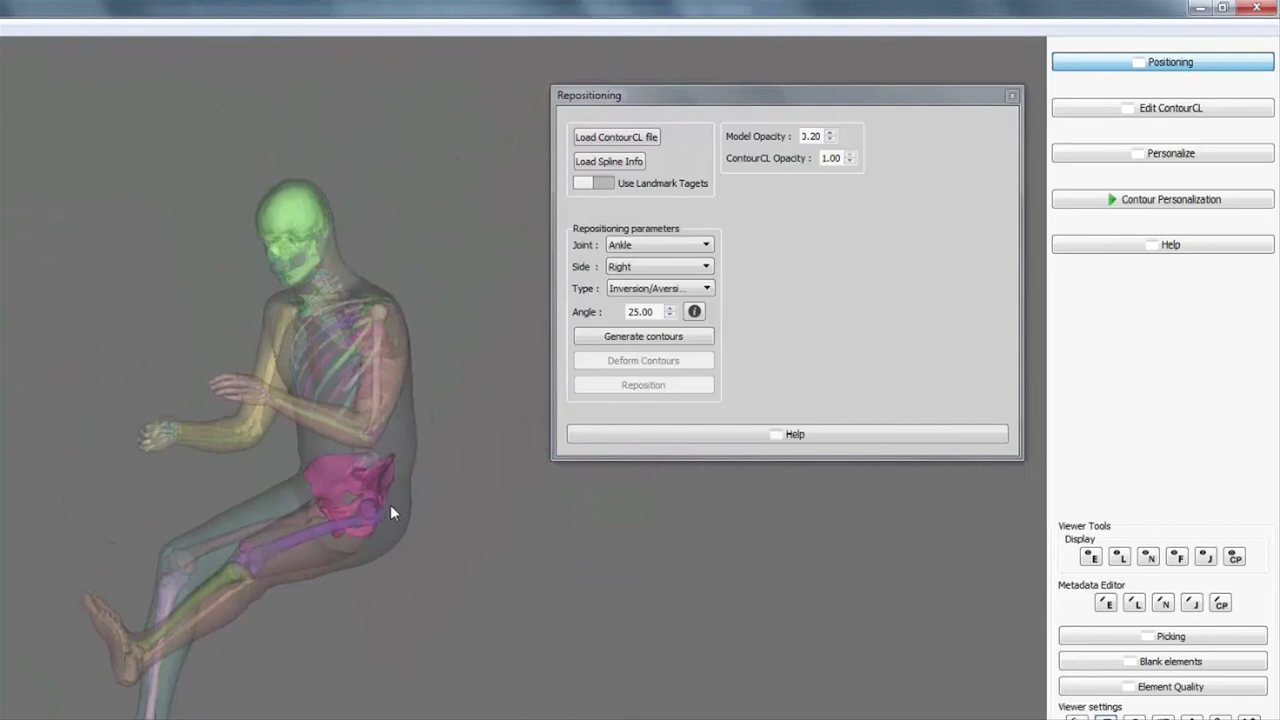 Positioning
Repositioning
Edit ContourCL
Load ContourCL file
Model Opacity : 0.20
Load Spline Info
ContourCL Opacity : 1.00
Personalize
Use Landmark Tagets
Contour Personalization
Repositioning parameters
Joint : Ankle
Help
Side : Right
Type : Inversion/Aversi...
Angle : 25.00
Generate contours
Deform Contours
Reposition
Help
Viewer Tools
Display
E L N F J CP
Metadata Editor
E L N J CP
Picking
Blank elements
Element Quality
Viewer settings